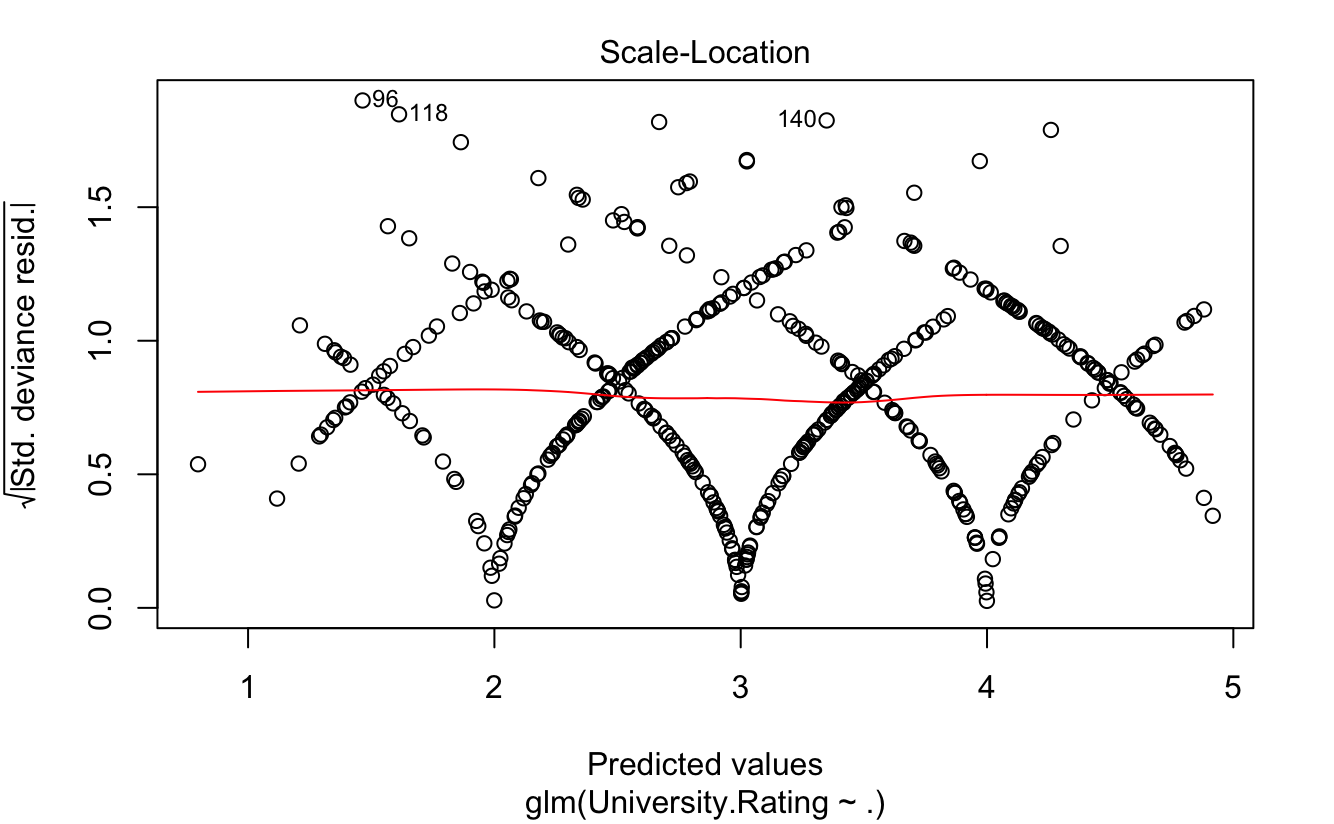 Scale-Location
96
118
140
√|Std. deviance resid.|
0.0 0.5 1.0 1.5
1 2 3 4 5
Predicted values
glm(University.Rating ~ .)